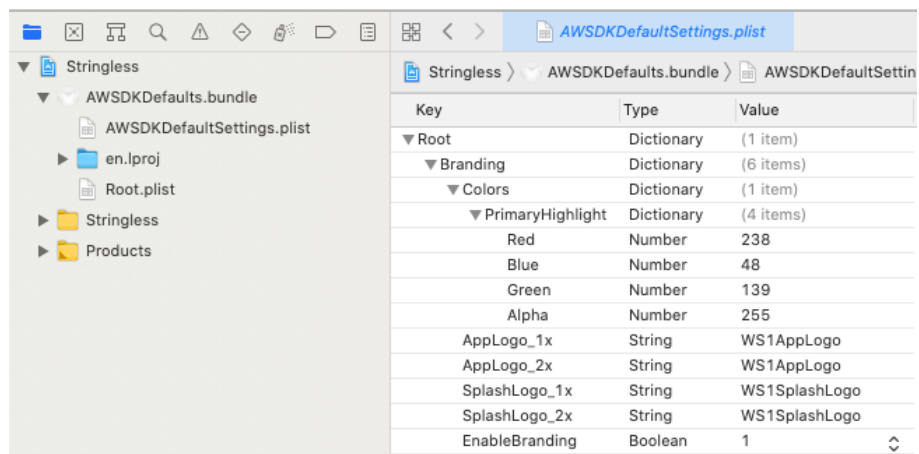 AWSDKDefaultSettings.plist
Stringless
AWSDKDefaults.bundle
AWSDKDefaultSettings.plist
en.lproj
Root.plist
Stringless
Products
Stringless 〉 AWSDKDefaults.bundle 〉 AWSDKDefaultSettin
Key Type Value
Root Dictionary (1 item)
Branding Dictionary (6 items)
Colors Dictionary (1 item)
PrimaryHighlight Dictionary (4 items)
Red Number 238
Blue Number 48
Green Number 139
Alpha Number 255
AppLogo_1x String WS1AppLogo
AppLogo_2x String WS1AppLogo
SplashLogo_1x String WS1SplashLogo
SplashLogo_2x String WS1SplashLogo
EnableBranding Boolean 1